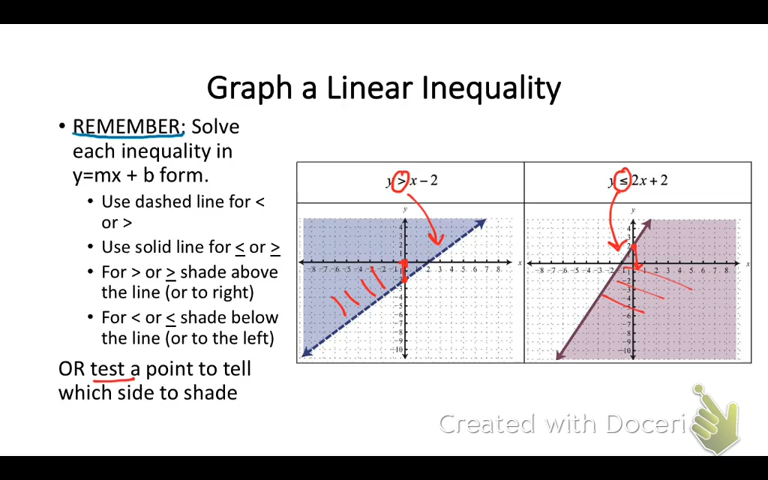 Graph a Linear Inequality
• REMEMBER; Solve
each inequality in
y=mx + b form.
• Use dashed line for <
or >
• Use solid line for ≤ or ≥
• For > or ≥ shade above
the line (or to right)
• For < or ≤ shade below
the line (or to the left)
OR test a point to tell
which side to shade
y > x − 2
y ≤ 2x + 2
y
x
y
x
Created with Doceri